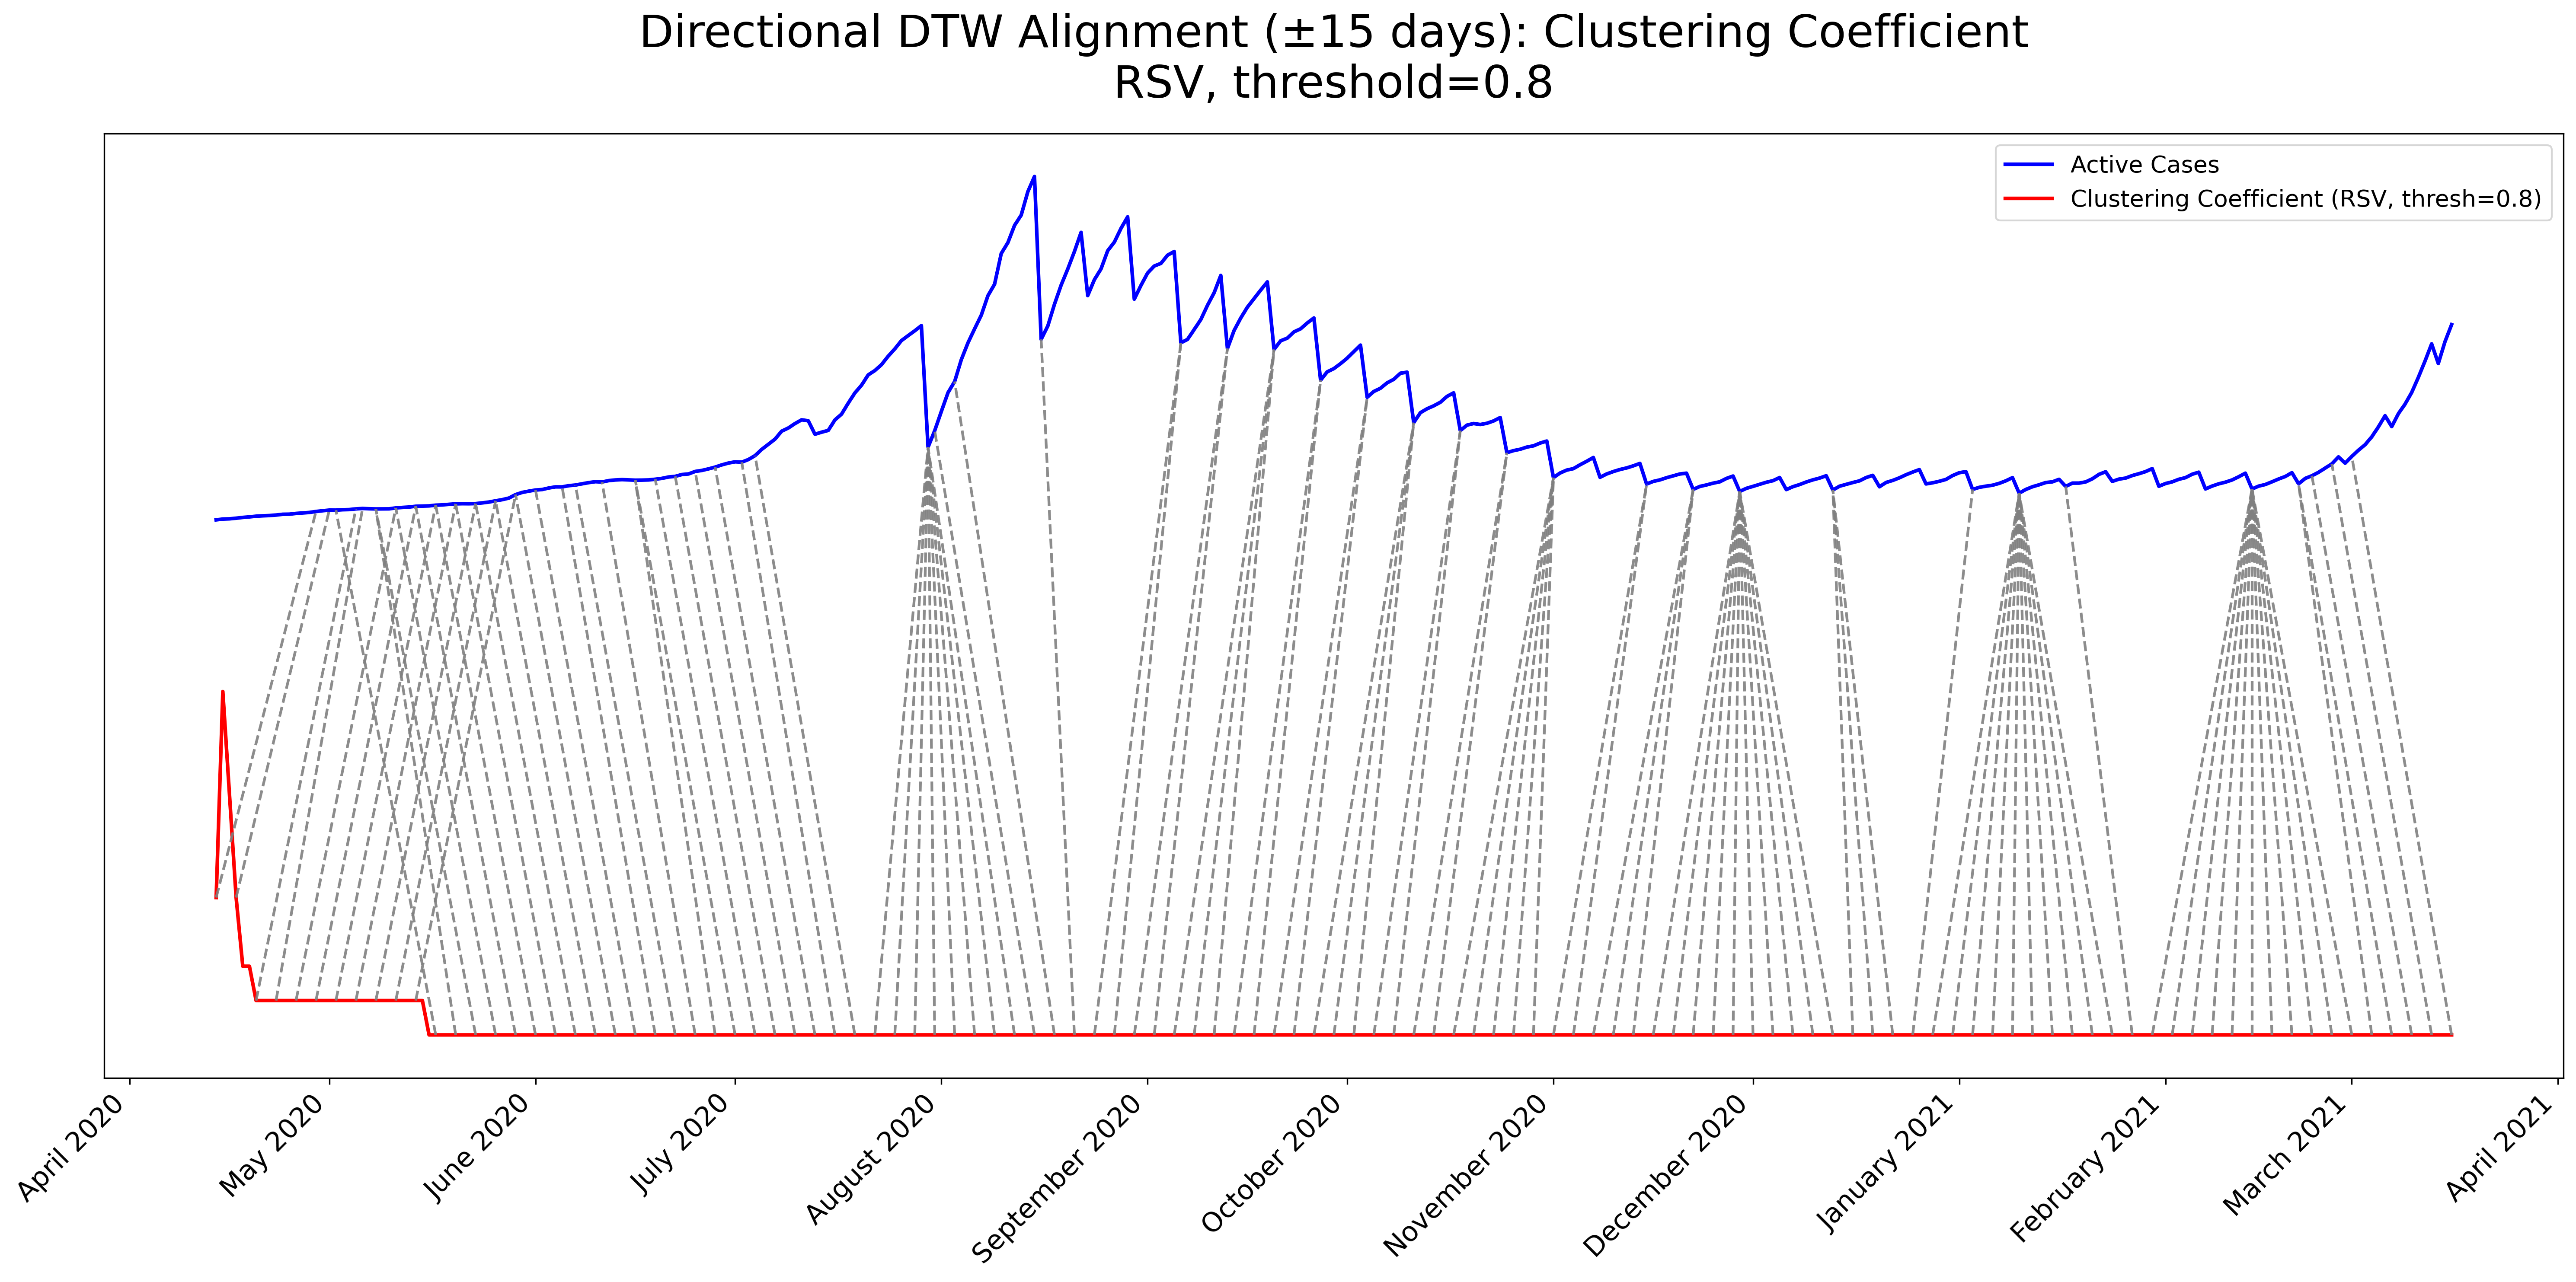 Directional DTW Alignment (±15 days): Clustering Coefficient
RSV, threshold=0.8
Active Cases
Clustering Coefficient (RSV, thresh=0.8)
April 2020
May 2020
June 2020
July 2020
August 2020
September 2020
October 2020
November 2020
December 2020
January 2021
February 2021
March 2021
April 2021